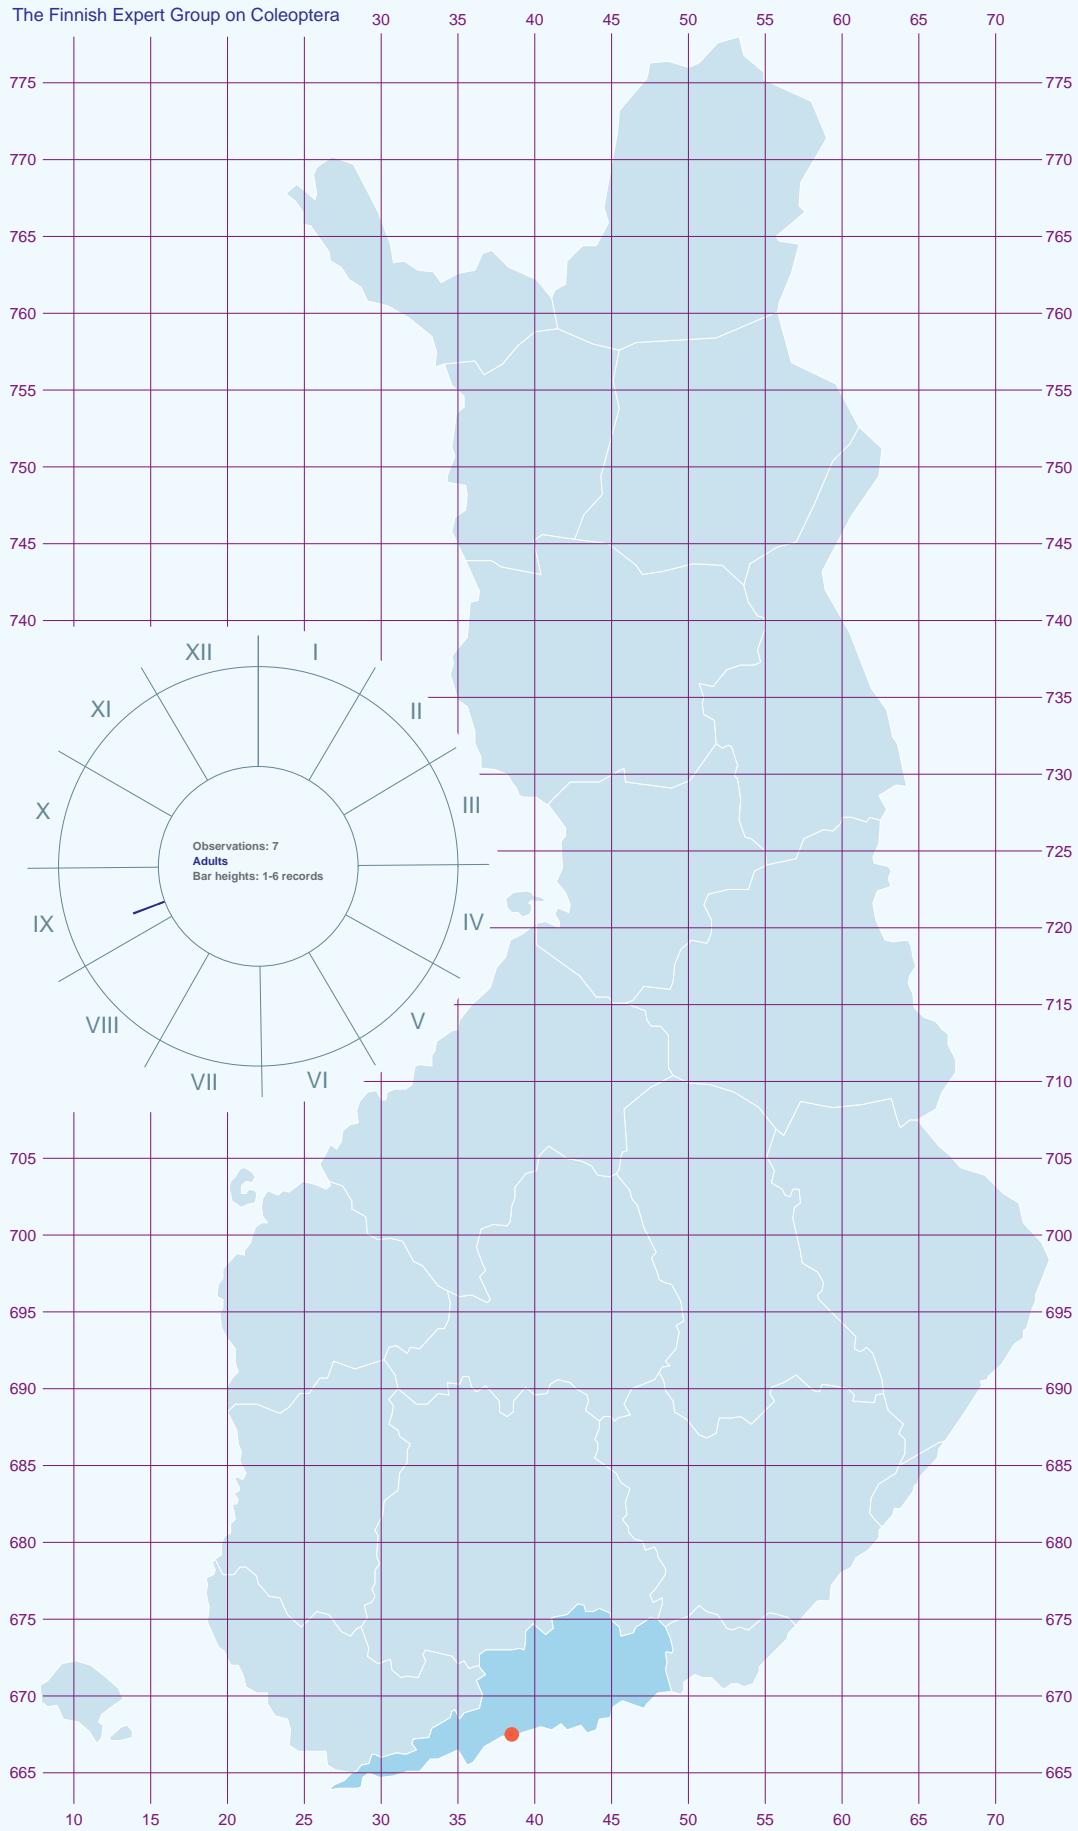 The Finnish Expert Group on Coleoptera 30 35 40 45 50 55 60 65 70
775 775
770 770
765 765
760 760
755 755
750 750
745 745
740 740
XII I
XI II
735
730
X III
725
Observations: 7
Adults
Bar heights: 1-6 records
IX IV
720
715
VIII V
VII VI
710
705 705
700 700
695 695
690 690
685 685
680 680
675 675
670 670
665 665
10 15 20 25 30 35 40 45 50 55 60 65 70